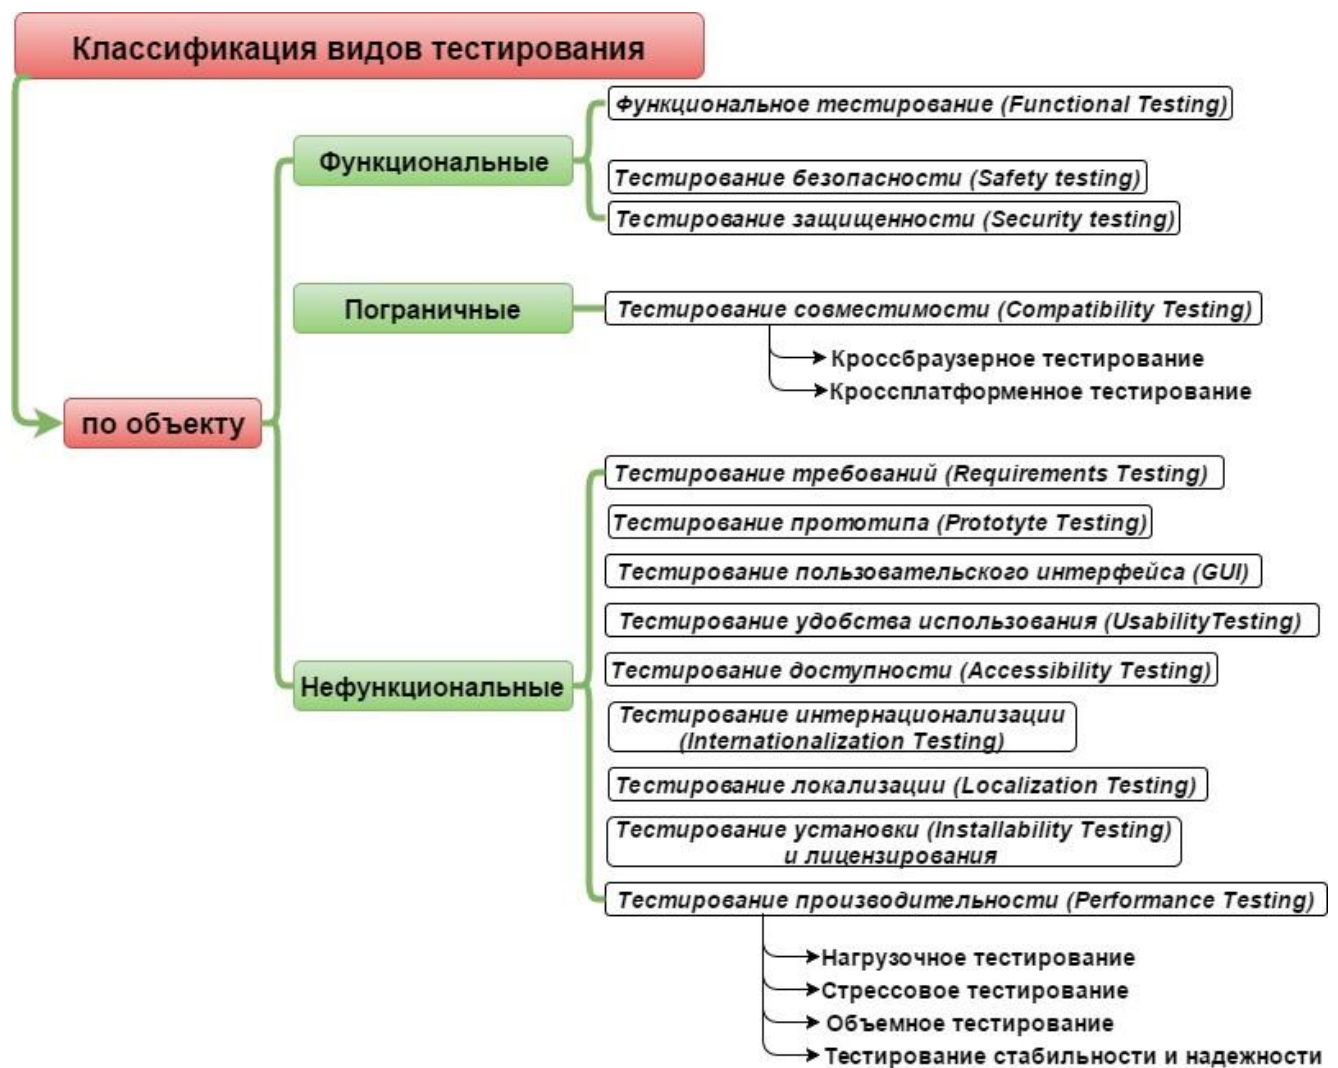 Классификация видов тестирования
по объекту
Функциональные
Функциональное тестирование (Functional Testing)
Тестирование безопасности (Safety testing)
Тестирование защищенности (Security testing)
Пограничные
Тестирование совместимости (Compatibility Testing)
Кроссбраузерное тестирование
Кроссплатформенное тестирование
Нефункциональные
Тестирование требований (Requirements Testing)
Тестирование прототипа (Prototyte Testing)
Тестирование пользовательского интерфейса (GUI)
Тестирование удобства использования (UsabilityTesting)
Тестирование доступности (Accessibility Testing)
Тестирование интернационализации
(Internationalization Testing)
Тестирование локализации (Localization Testing)
Тестирование установки (Installability Testing)
и лицензирования
Тестирование производительности (Performance Testing)
Нагрузочное тестирование
Стрессовое тестирование
Объемное тестирование
Тестирование стабильности и надежности